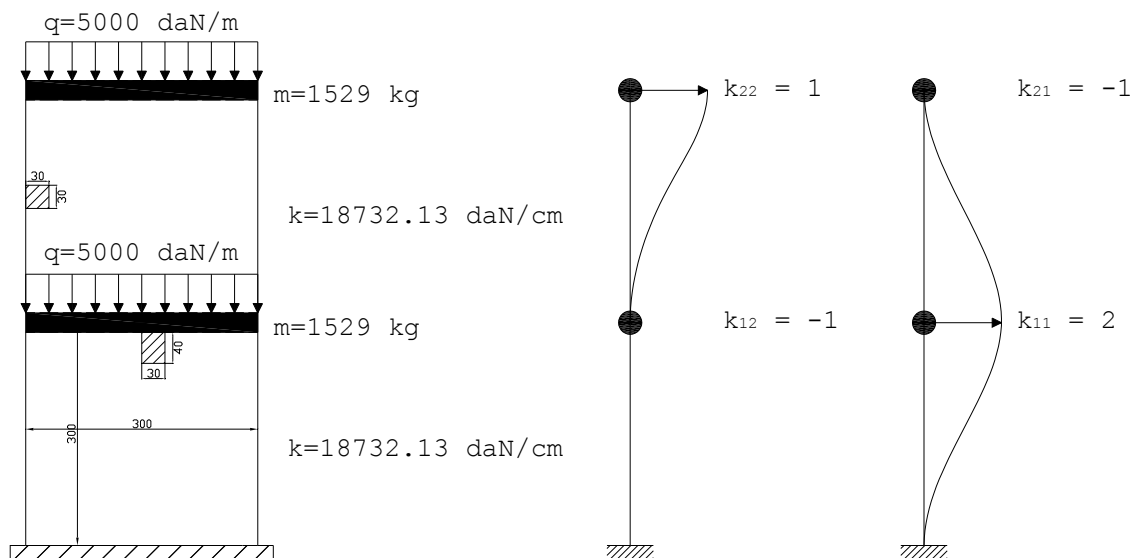 q=5000 daN/m
m=1529 kg
30
30
k=18732.13 daN/cm
q=5000 daN/m
m=1529 kg
40
30
300
300
k=18732.13 daN/cm
k22 = 1
k12 = -1
k21 = -1
k11 = 2